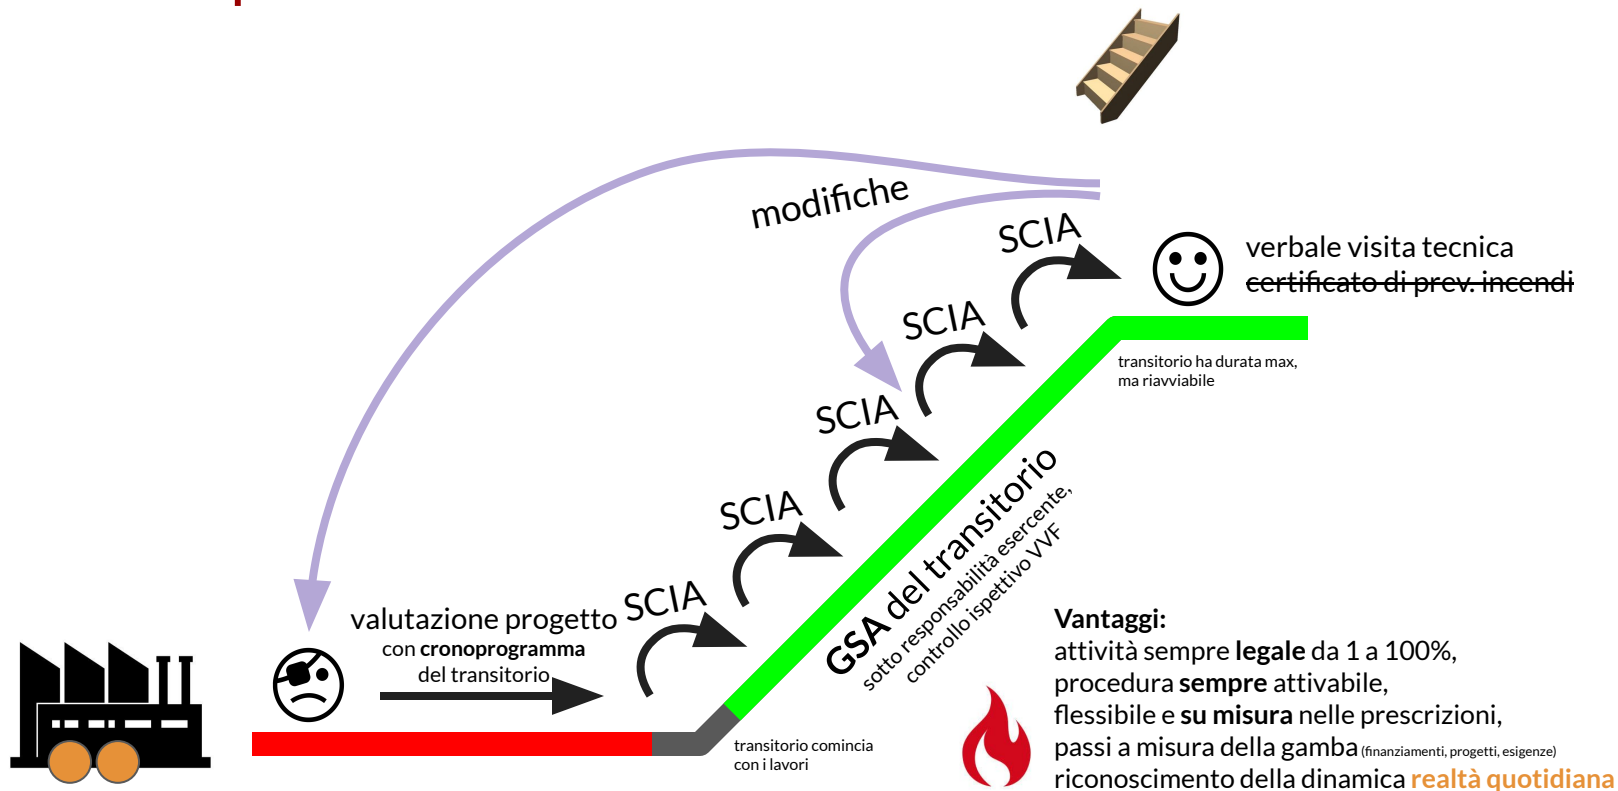 modifiche
SCIA
verbale visita tecnica
certificato di prev. incendi
SCIA
transitorio ha durata max,
ma riavviabile
SCIA
SCIA
GSA del transitorio
sotto responsabilità esercente,
controllo ispettivo VVF
SCIA
valutazione progetto
con cronoprogramma
del transitorio
transitorio comincia
con i lavori
Vantaggi:
attività sempre legale da 1 a 100%,
procedura sempre attivabile,
flessibile e su misura nelle prescrizioni,
passi a misura della gamba (finanziamenti, progetti, esigenze)
riconoscimento della dinamica realtà quotidiana